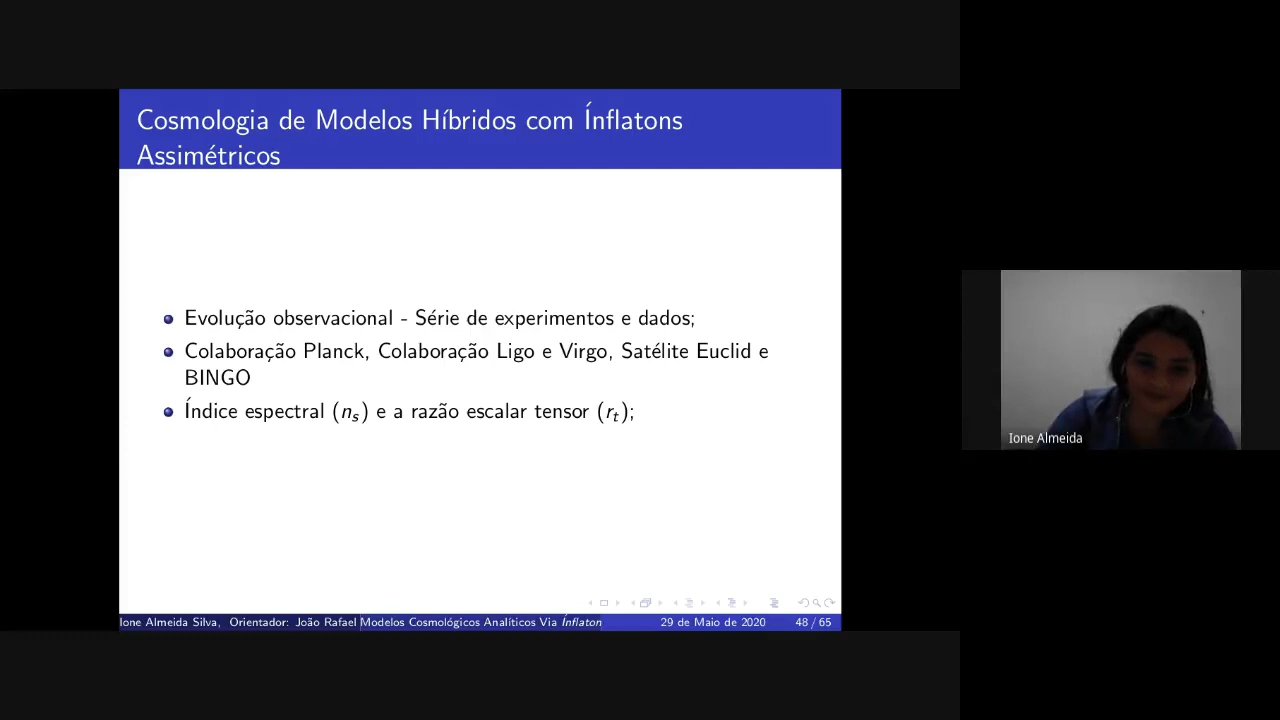 Cosmologia de Modelos Híbridos com Ínflatons
Assimétricos
Evolução observacional - Série de experimentos e dados;
Colaboração Planck, Colaboração Ligo e Virgo, Satélite Euclid e
BINGO
Índice espectral (nₛ) e a razão escalar tensor (rₜ);
Ione Almeida
Ione Almeida Silva, Orientador: João Rafael Modelos Cosmológicos Analíticos Via Ínflaton 29 de Maio de 2020 48 / 65